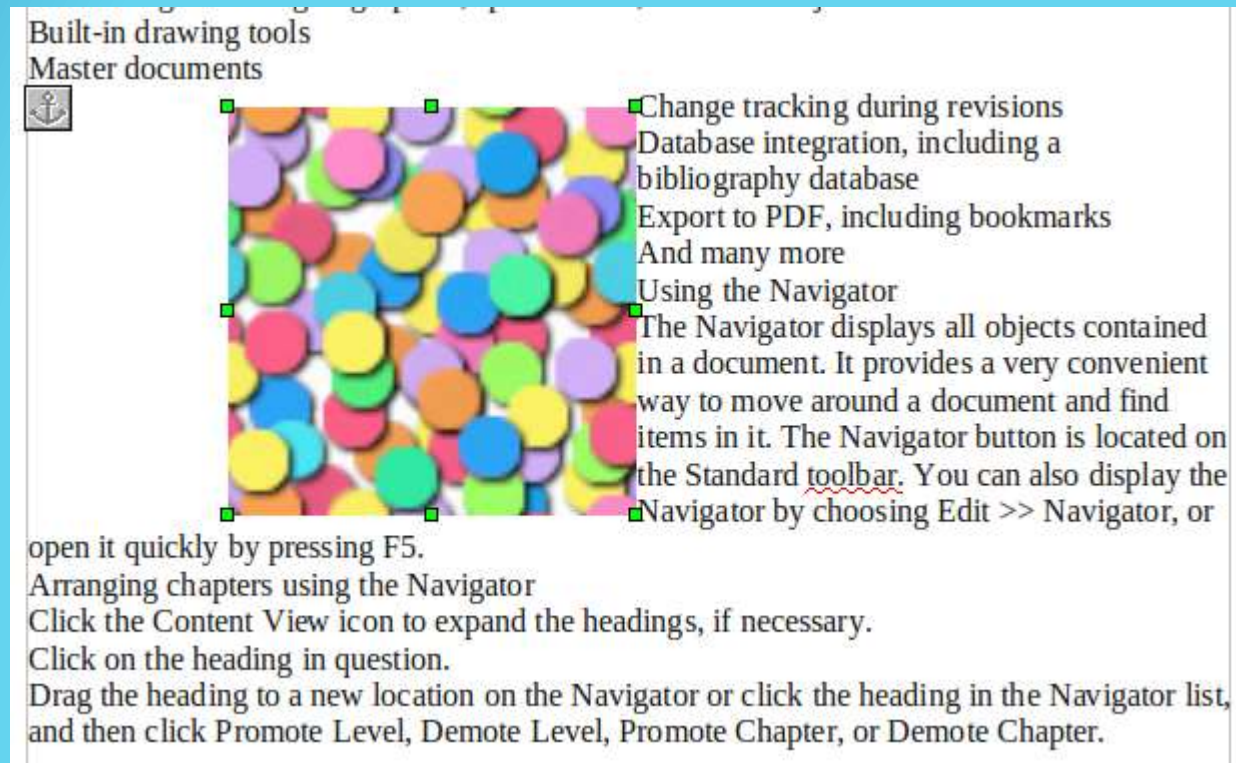 Built-in drawing tools
Master documents
Change tracking during revisions
Database integration, including a
bibliography database
Export to PDF, including bookmarks
And many more
Using the Navigator
The Navigator displays all objects contained
in a document. It provides a very convenient
way to move around a document and find
items in it. The Navigator button is located on
the Standard toolbar. You can also display the
Navigator by choosing Edit >> Navigator, or
open it quickly by pressing F5.
Arranging chapters using the Navigator
Click the Content View icon to expand the headings, if necessary.
Click on the heading in question.
Drag the heading to a new location on the Navigator or click the heading in the Navigator list,
and then click Promote Level, Demote Level, Promote Chapter, or Demote Chapter.